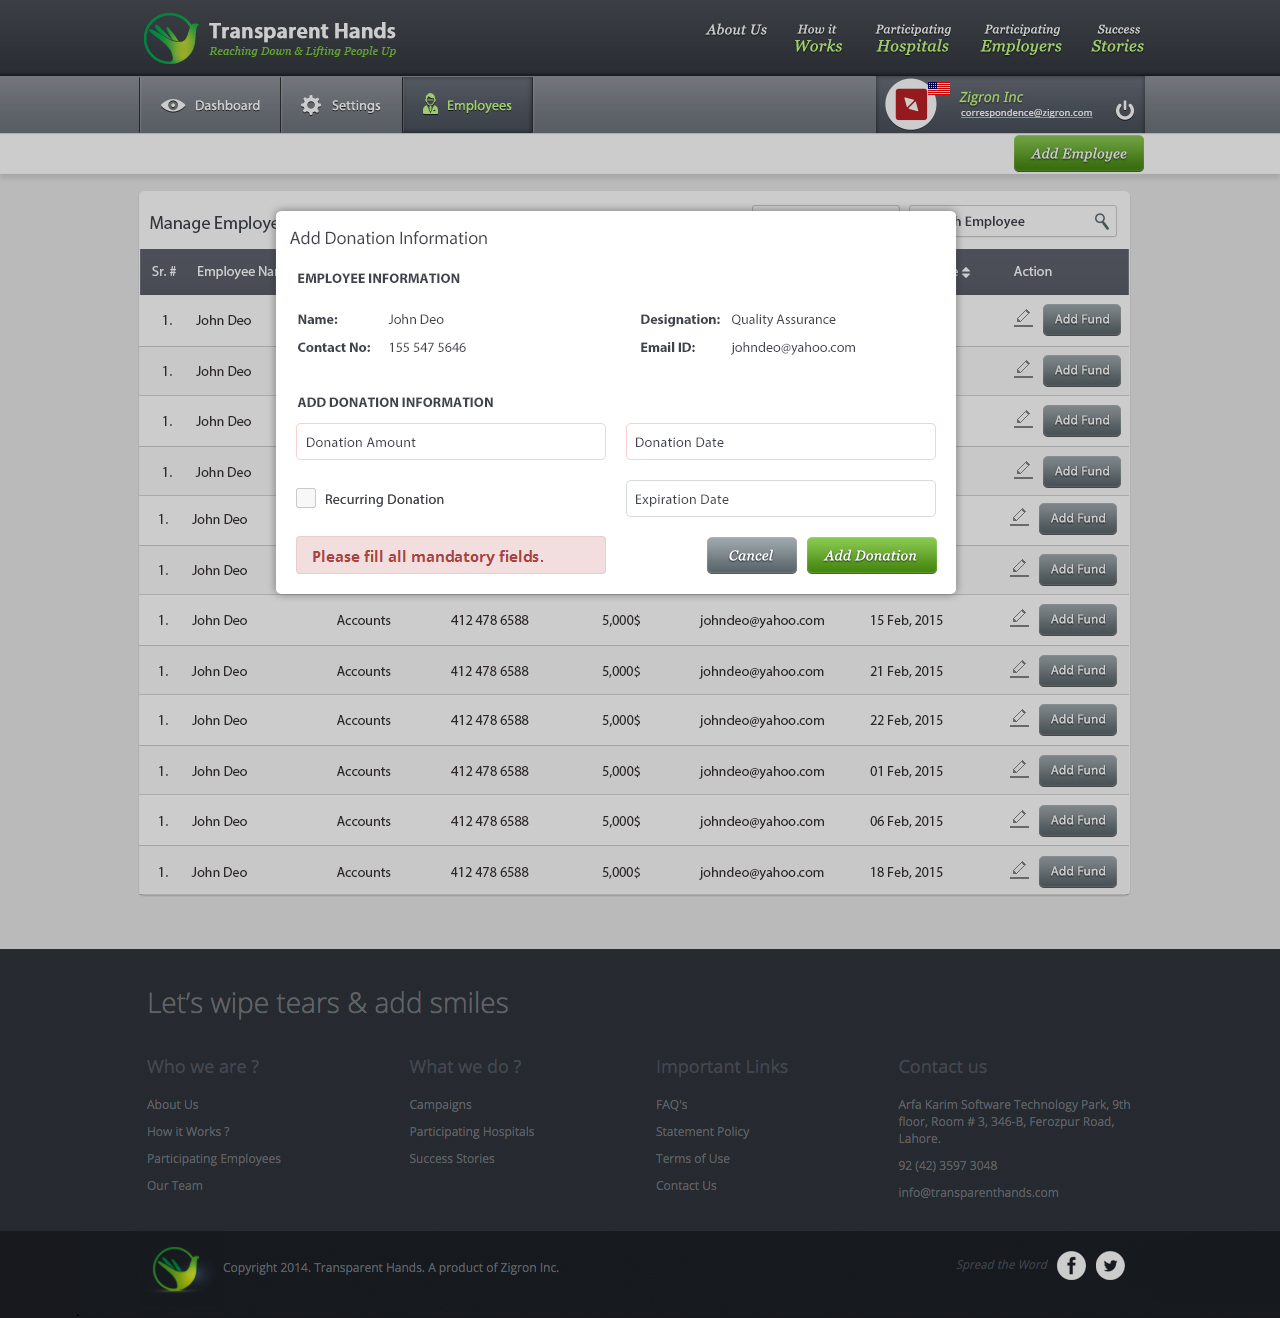 Transparent Hands
Reaching Down & Lifting People Up
About Us
How it Works
Participating Hospitals
Participating Employers
Success Stories
Dashboard
Settings
Employees
Zigron Inc
correspondence@zigron.com
Add Employee
Manage
Employee
Sr. # Employee
Action
Add Donation Information
EMPLOYEE INFORMATION
Name: John Deo Designation: Quality Assurance
Contact No: 155 547 5646 Email ID: johndeo@yahoo.com
ADD DONATION INFORMATION
Donation Amount Donation Date
Recurring Donation Expiration Date
Please fill all mandatory fields. Cancel Add Donation
1. John Deo Add Fund
1. John Deo Add Fund
1. John Deo Add Fund
1. John Deo Add Fund
1. John Deo Add Fund
1. John Deo Add Fund
1. John Deo Accounts 412 478 6588 5,000$ johndeo@yahoo.com 15 Feb, 2015 Add Fund
1. John Deo Accounts 412 478 6588 5,000$ johndeo@yahoo.com 21 Feb, 2015 Add Fund
1. John Deo Accounts 412 478 6588 5,000$ johndeo@yahoo.com 22 Feb, 2015 Add Fund
1. John Deo Accounts 412 478 6588 5,000$ johndeo@yahoo.com 01 Feb, 2015 Add Fund
1. John Deo Accounts 412 478 6588 5,000$ johndeo@yahoo.com 06 Feb, 2015 Add Fund
1. John Deo Accounts 412 478 6588 5,000$ johndeo@yahoo.com 18 Feb, 2015 Add Fund
Let's wipe tears & add smiles
Who we are ?
About Us
How it Works ?
Participating Employees
Our Team
What we do ?
Campaigns
Participating Hospitals
Success Stories
Important Links
FAQ's
Statement Policy
Terms of Use
Contact Us
Contact us
Arfa Karim Software Technology Park, 9th
floor, Room # 3, 346-B, Ferozpur Road,
Lahore.
92 (42) 3597 3048
info@transparenthands.com
Copyright 2014. Transparent Hands. A product of Zigron Inc.
Spread the Word